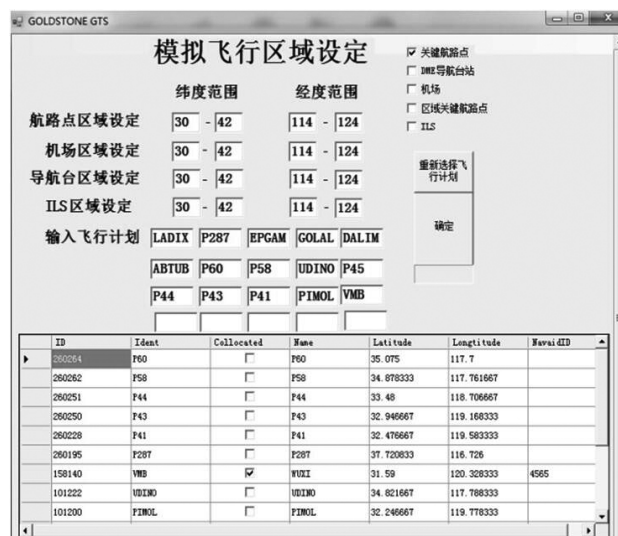 GOLDSTONE GTS
模拟飞行区域设定
纬度范围 经度范围
航路点区域设定 30 - 42 114 - 124
机场区域设定 30 - 42 114 - 124
导航台区域设定 30 - 42 114 - 124
ILS区域设定 30 - 42 114 - 124
关键航路点
DME导航台站
机场
区域关键航路点
ILS
重新选择飞
行计划
确定
输入飞行计划 LADIX P287 EPGAM GOLAL DALIM
ABTUB P60 P58 UDINO P45
P44 P43 P41 PIMOL VMB
ID Ident Collocated Name Latitude Longtitude NavaidID
260264 P60 P60 35.075 117.7
260262 P58 P58 34.878333 117.761667
260251 P44 P44 33.48 118.706667
260250 P43 P43 32.946667 119.168333
260228 P41 P41 32.476667 119.583333
260195 P287 P287 37.720833 116.726
158140 VMB WUXI 31.59 120.328333 4565
101222 UDINO UDINO 34.821667 117.788333
101200 PIMOL PIMOL 32.246667 119.778333